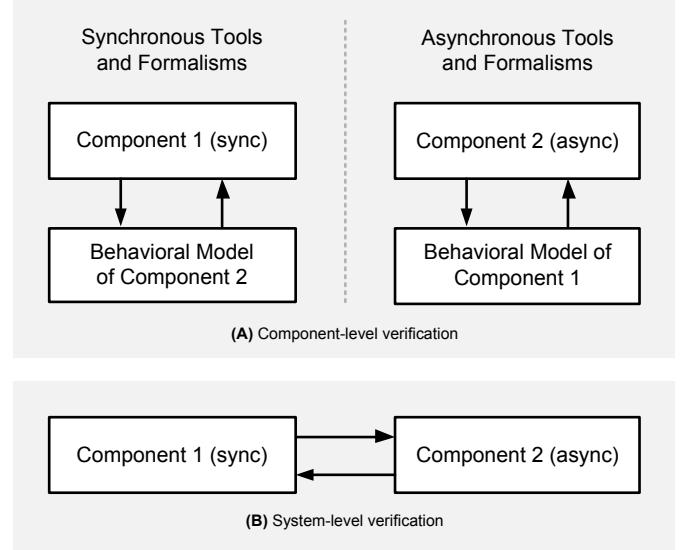 Synchronous Tools
and Formalisms
Asynchronous Tools
and Formalisms
Component 1 (sync)
Component 2 (async)
Behavioral Model
of Component 2
Behavioral Model of
Component 1
(A) Component-level verification
Component 1 (sync)
Component 2 (async)
(B) System-level verification